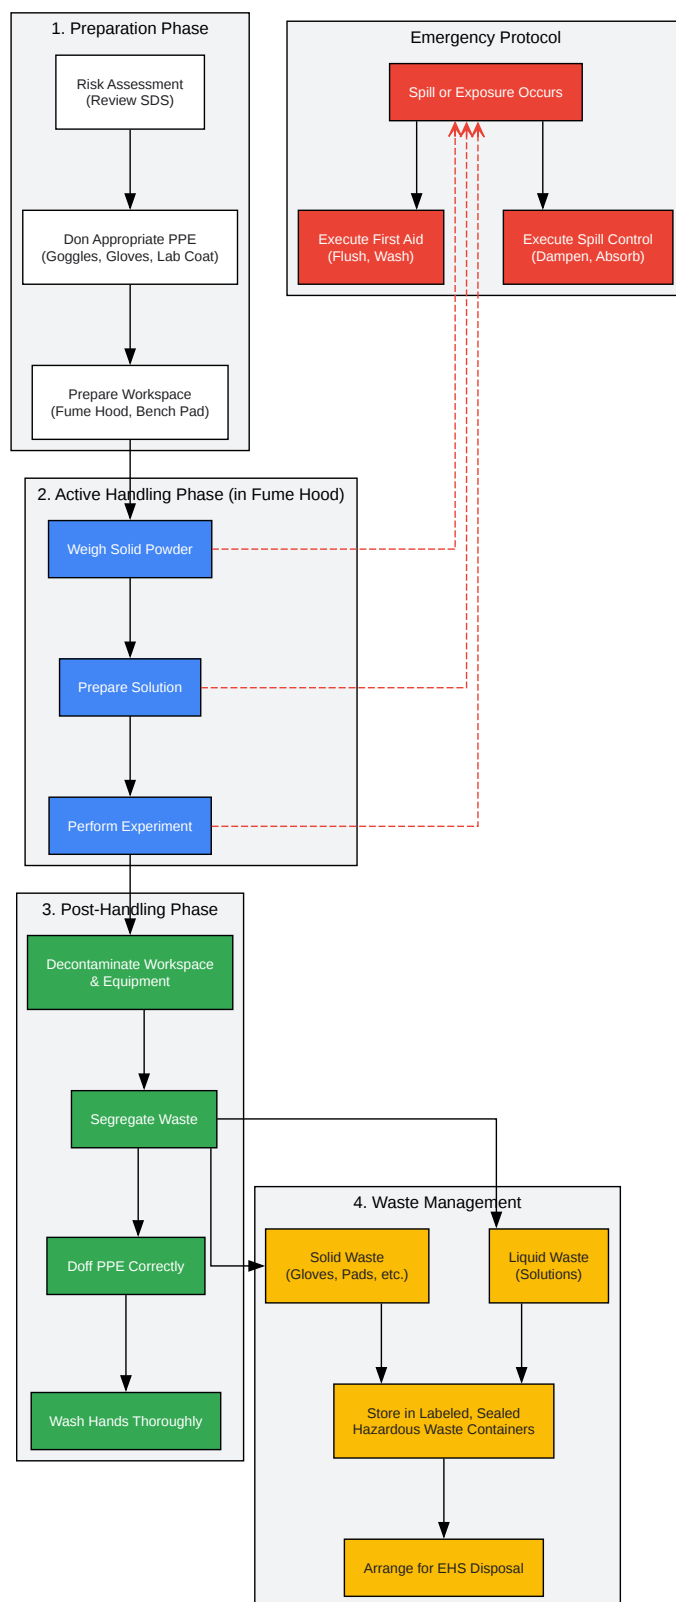 1. Preparation Phase
Risk Assessment
(Review SDS)
Don Appropriate PPE
(Goggles, Gloves, Lab Coat)
Prepare Workspace
(Fume Hood, Bench Pad)
Emergency Protocol
Spill or Exposure Occurs
Execute First Aid
(Flush, Wash)
Execute Spill Control
(Dampen, Absorb)
2. Active Handling Phase (in Fume Hood)
Weigh Solid Powder
Prepare Solution
Perform Experiment
3. Post-Handling Phase
Decontaminate Workspace
& Equipment
Segregate Waste
Doff PPE Correctly
Wash Hands Thoroughly
4. Waste Management
Solid Waste
(Gloves, Pads, etc.)
Liquid Waste
(Solutions)
Store in Labeled, Sealed
Hazardous Waste Containers
Arrange for EHS Disposal